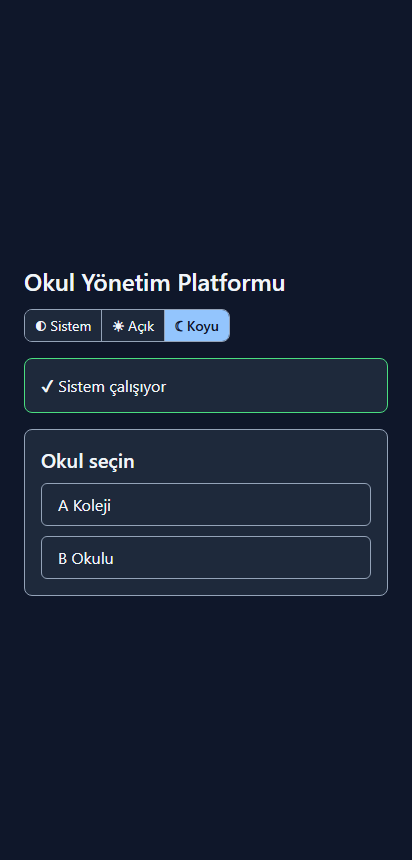 Okul Yönetim Platformu
◐ Sistem ☀ Açık ☾ Koyu
✓ Sistem çalışıyor
Okul seçin
A Koleji
B Okulu